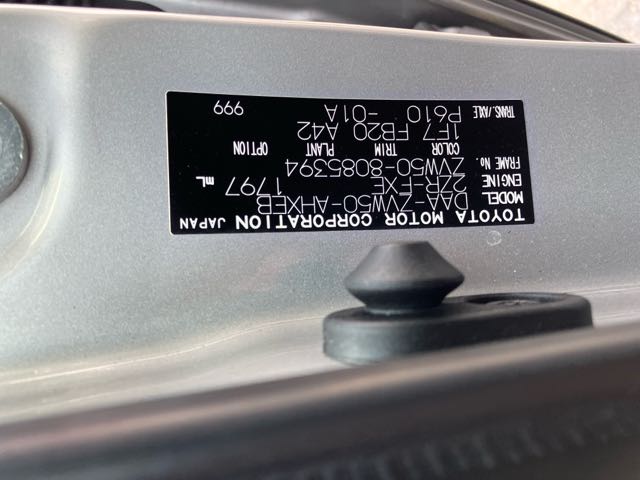 TOYOTA MOTOR CORPORATION JAPAN
MODEL DAA-ZVW50-AHXEB
ENGINE 2ZR-FXE 1797 mL
FRAME No. ZVW50-8085394
COLOR TRIM PLANT OPTION
1F7 FB20 A42
TRANS./AXLE P610 -01A 999